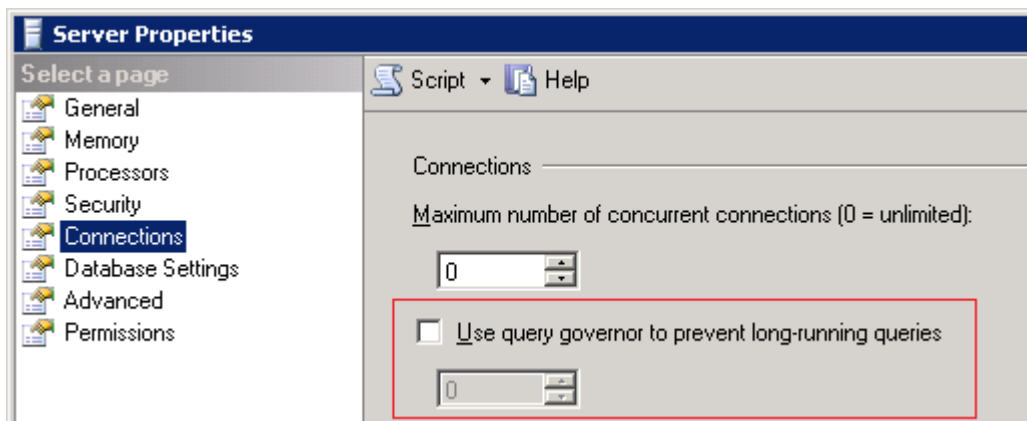 Server Properties
Select a page
General
Memory
Processors
Security
Connections
Database Settings
Advanced
Permissions
Script Help
Connections
Maximum number of concurrent connections (0 = unlimited):
0
Use query governor to prevent long-running queries
0